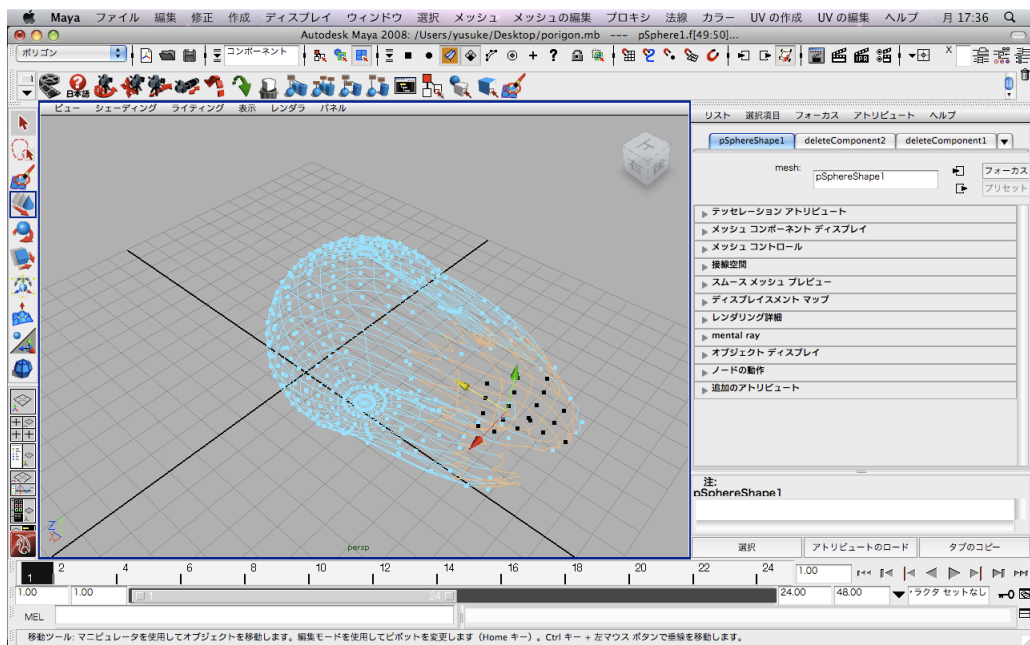 Maya ファイル 編集 修正 作成 ディスプレイ ウィンドウ 選択 メッシュ メッシュの編集 プロキシ 法線 カラー UV の作成 UV の編集 ヘルプ 月 17:36
Autodesk Maya 2008: /Users/yusuke/Desktop/porigon.mb --- pSphere1.f[49:50]...
ポリゴン コンポーネント
日本語
ビュー シェーディング ライティング 表示 レンダラ パネル
リスト 選択項目 フォーカス アトリビュート ヘルプ
pSphereShape1 deleteComponent2 deleteComponent1
mesh: pSphereShape1 フォーカス
プリセット
テッセレーション アトリビュート
メッシュ コンポーネント ディスプレイ
メッシュ コントロール
接線空間
スムース メッシュ プレビュー
ディスプレイスメント マップ
レンダリング詳細
mental ray
オブジェクト ディスプレイ
ノードの動作
追加のアトリビュート
Z
persp
注:
pSphereShape1
選択 アトリビュートのロード タブのコピー
1 2 4 6 8 10 12 14 16 18 20 22 24 1.00
1.00 1.00 1 24 24.00 48.00 ラクタ セットなし
MEL
移動ツール: マニピュレータを使用してオブジェクトを移動します。編集モードを使用してピボットを変更します (Home キー) 。Ctrl キー + 左マウス ボタンで垂線を移動します。